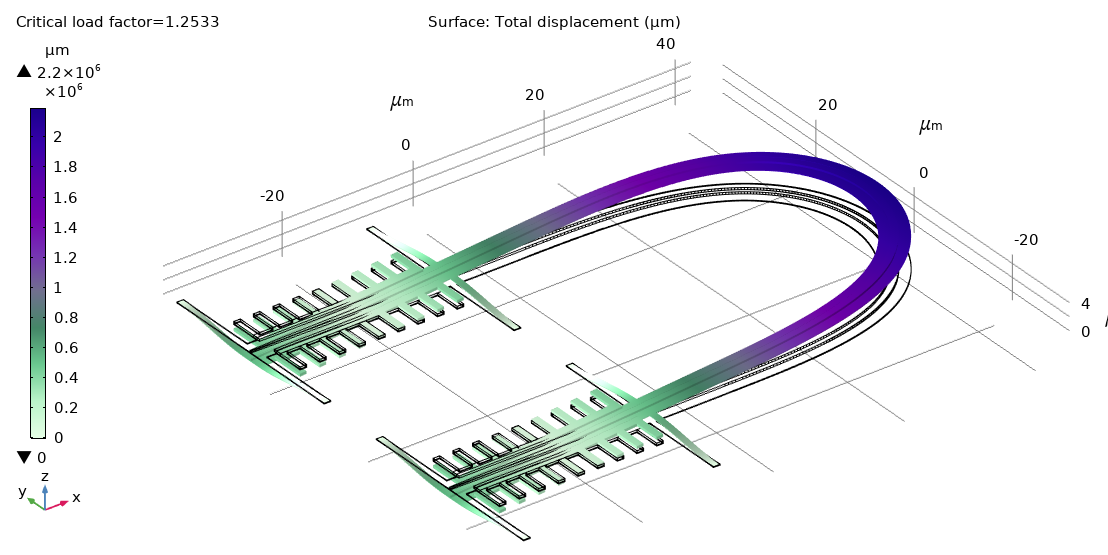 Critical load factor=1.2533
Surface: Total displacement (µm)
µm
▲ 2.2×10⁶
×10⁶
2
1.8
1.6
1.4
1.2
1
0.8
0.6
0.4
0.2
0
▼ 0
-20
0
20
40
µm
20
0
-20
µm
4
0
z
y
x